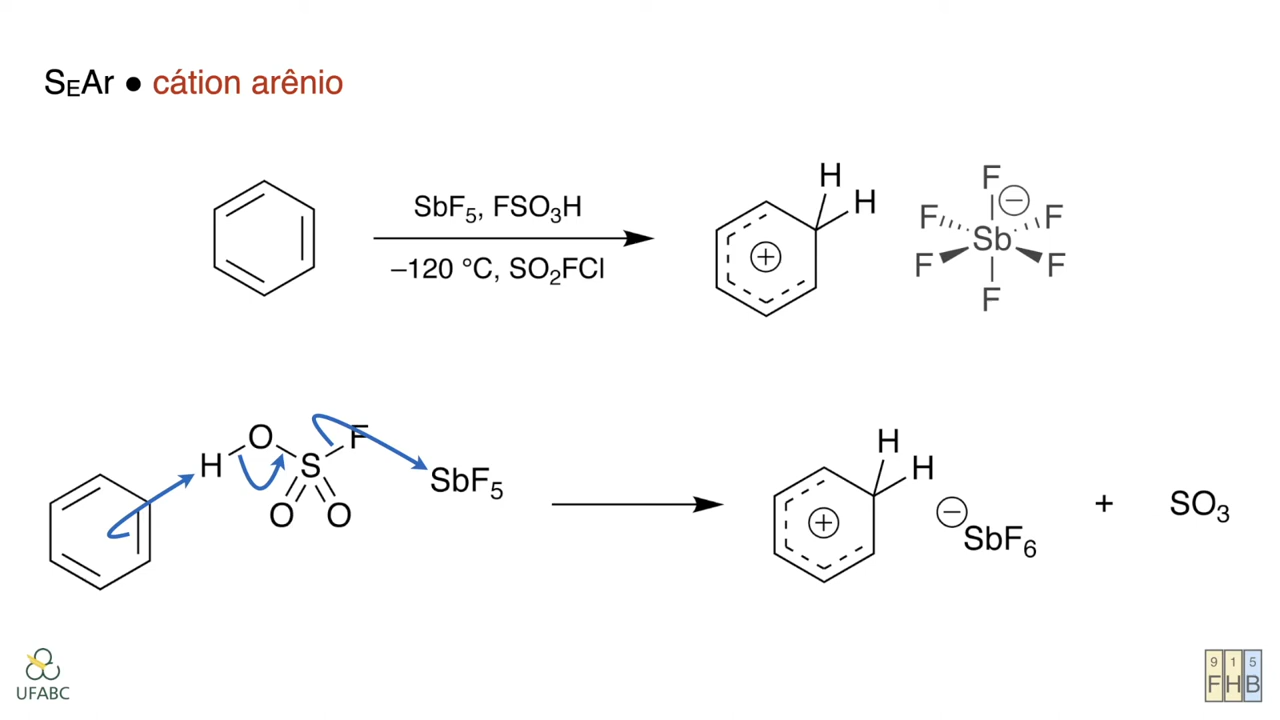 SEAr • cátion arênio
SbF₅, FSO₃H
–120 °C, SO₂FCl
H
H
+
F
−
F
F
Sb
F
F
F
H
O
S
F
O
O
SbF₅
H
H
+
−
SbF₆
+
SO₃
UFABC
9 1 5
F H B